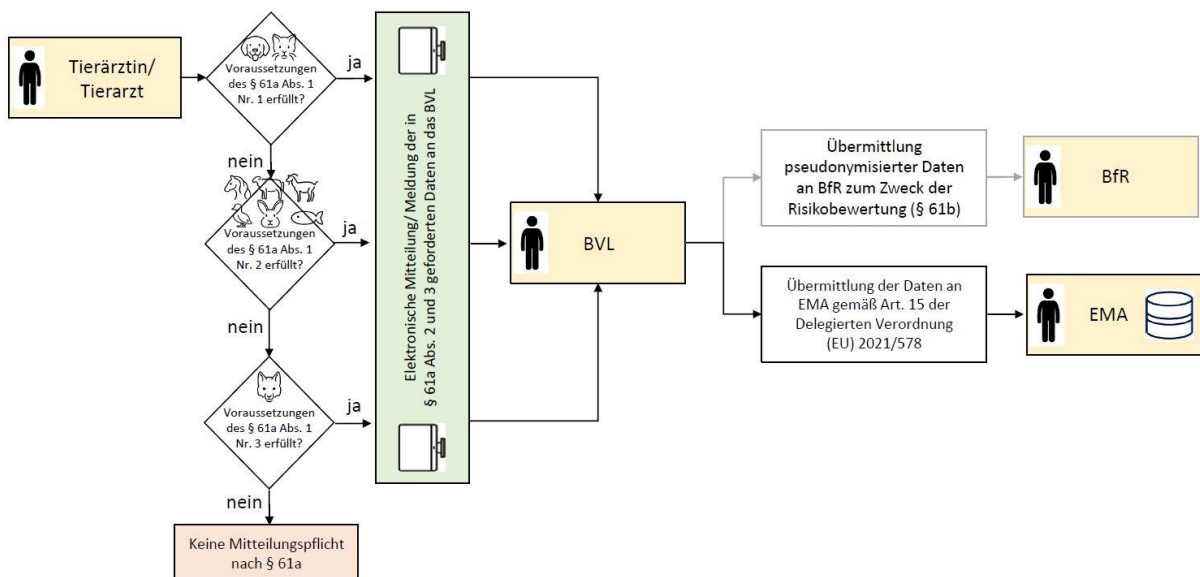 Tierärztin/
Tierarzt
Voraussetzungen
des § 61a Abs. 1
Nr. 1 erfüllt?
ja
nein
Voraussetzungen
des § 61a Abs. 1
Nr. 2 erfüllt?
ja
nein
Voraussetzungen
des § 61a Abs. 1
Nr. 3 erfüllt?
ja
nein
Keine Mitteilungspflicht
nach § 61a
Elektronische Mitteilung/ Meldung der in
§ 61a Abs. 2 und 3 geforderten Daten an das BVL
BVL
Übermittlung
pseudonymisierter Daten
an BfR zum Zweck der
Risikobewertung (§ 61b)
BfR
Übermittlung der Daten an
EMA gemäß Art. 15 der
Delegierten Verordnung
(EU) 2021/578
EMA